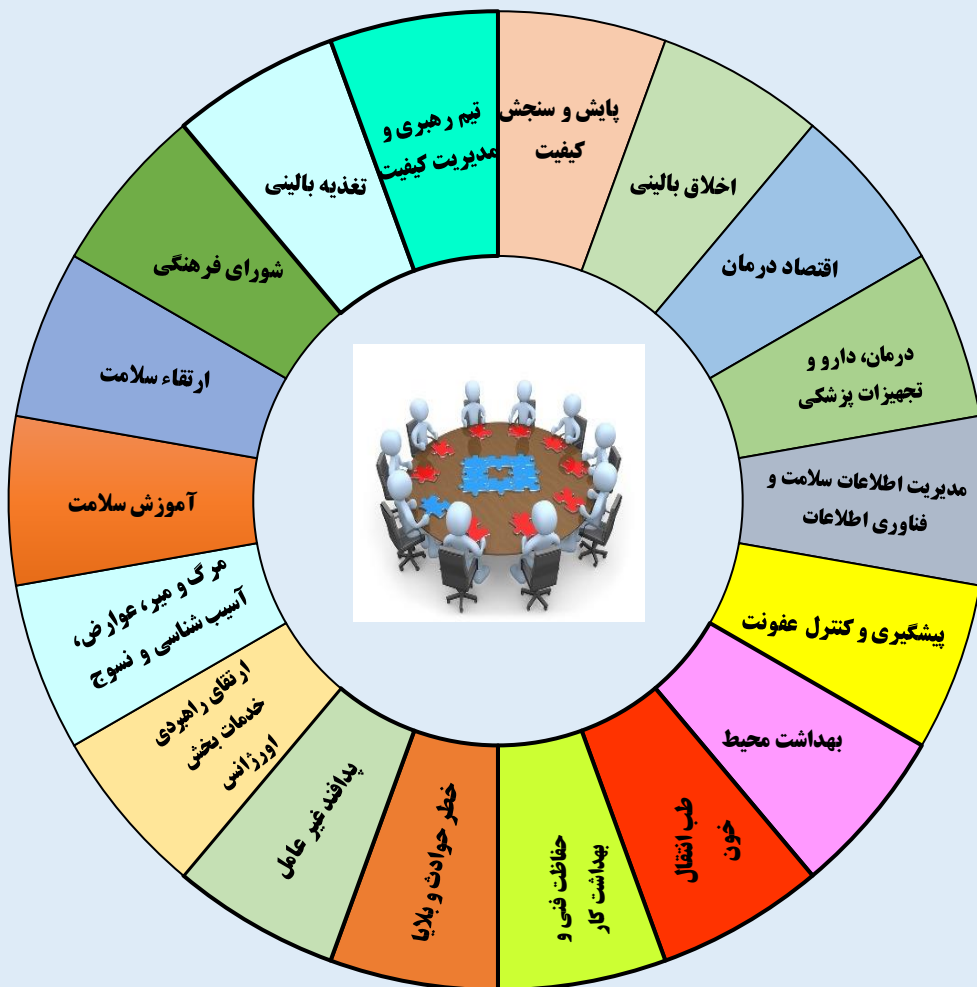 تیم رهبری و
مدیریت کیفیت
پایش و سنجش
کیفیت
اخلاق بالینی
اقتصاد درمان
درمان، دارو و
تجهیزات پزشکی
مدیریت اطلاعات سلامت و
فناوری اطلاعات
پیشگیری و کنترل عفونت
بهداشت محیط
طب انتقال
خون
حفاظت فنی و
بهداشت کار
خطر حوادث و بلایا
پدافند غیر عامل
ارتقای راهبردی
خدمات بخش
اورژانس
مرگ و میر، عوارض،
آسیب شناسی و نسوج
آموزش سلامت
ارتقاء سلامت
شورای فرهنگی
تغذیه بالینی